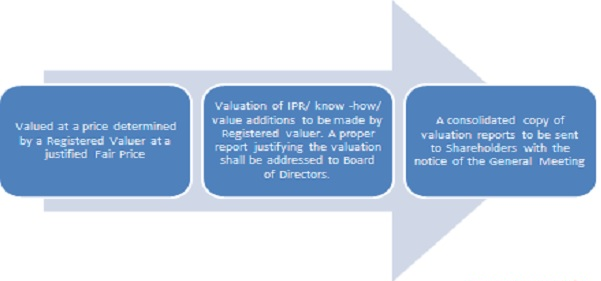 Valued at a price determined
by a Registered Valuer at a
justified Fair Price
Valuation of IPR/ know -how/
value additions to be made by
Registered valuer. A proper
report justifying the valuation
shall be addressed to Board
of Directors.
A consolidated copy of
valuation reports to be sent
to Shareholders with the
notice of the General Meeting